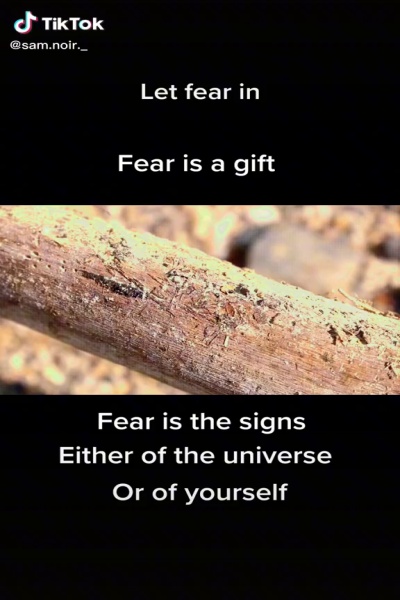 TikTok
@sam.noir._
Let fear in
Fear is a gift
Fear is the signs
Either of the universe
Or of yourself